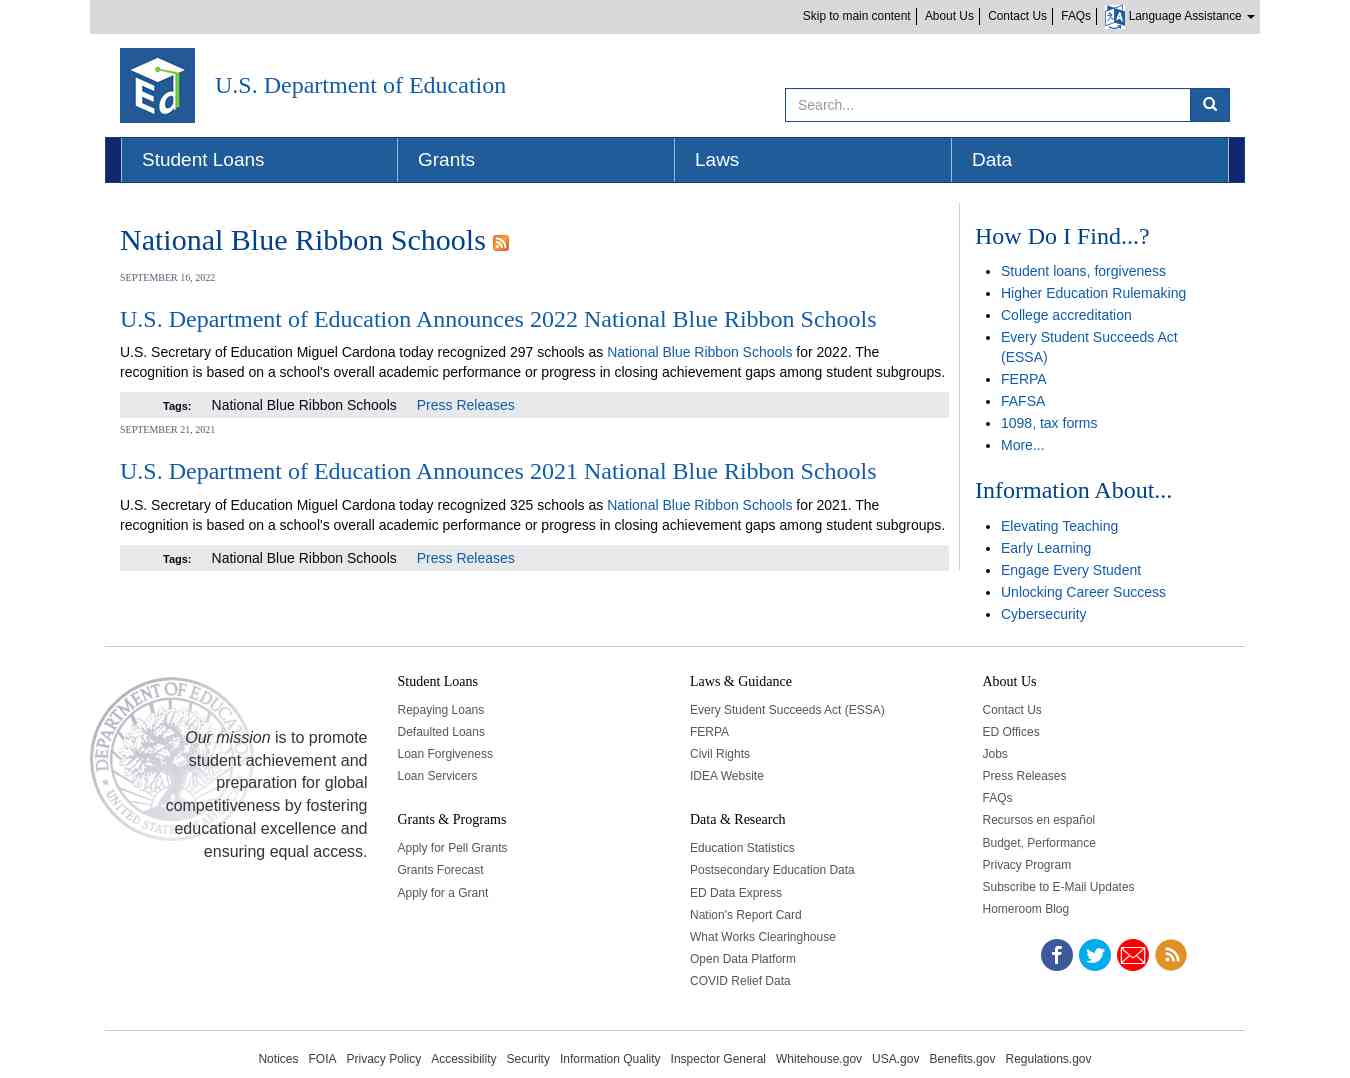 Skip to main content
About Us
Contact Us
FAQs
Language Assistance
Ed
U.S. Department of Education
Search...
Student Loans
Grants
Laws
Data
National Blue Ribbon Schools
SEPTEMBER 16, 2022
U.S. Department of Education Announces 2022 National Blue Ribbon Schools
U.S. Secretary of Education Miguel Cardona today recognized 297 schools as National Blue Ribbon Schools for 2022. The
recognition is based on a school's overall academic performance or progress in closing achievement gaps among student subgroups.
Tags: National Blue Ribbon Schools Press Releases
SEPTEMBER 21, 2021
U.S. Department of Education Announces 2021 National Blue Ribbon Schools
U.S. Secretary of Education Miguel Cardona today recognized 325 schools as National Blue Ribbon Schools for 2021. The
recognition is based on a school's overall academic performance or progress in closing achievement gaps among student subgroups.
Tags: National Blue Ribbon Schools Press Releases
How Do I Find...?
Student loans, forgiveness
Higher Education Rulemaking
College accreditation
Every Student Succeeds Act
(ESSA)
FERPA
FAFSA
1098, tax forms
More...
Information About...
Elevating Teaching
Early Learning
Engage Every Student
Unlocking Career Success
Cybersecurity
Our mission is to promote
student achievement and
preparation for global
competitiveness by fostering
educational excellence and
ensuring equal access.
Student Loans
Repaying Loans
Defaulted Loans
Loan Forgiveness
Loan Servicers
Grants & Programs
Apply for Pell Grants
Grants Forecast
Apply for a Grant
Laws & Guidance
Every Student Succeeds Act (ESSA)
FERPA
Civil Rights
IDEA Website
Data & Research
Education Statistics
Postsecondary Education Data
ED Data Express
Nation's Report Card
What Works Clearinghouse
Open Data Platform
COVID Relief Data
About Us
Contact Us
ED Offices
Jobs
Press Releases
FAQs
Recursos en español
Budget, Performance
Privacy Program
Subscribe to E-Mail Updates
Homeroom Blog
Notices FOIA Privacy Policy Accessibility Security Information Quality Inspector General Whitehouse.gov USA.gov Benefits.gov Regulations.gov